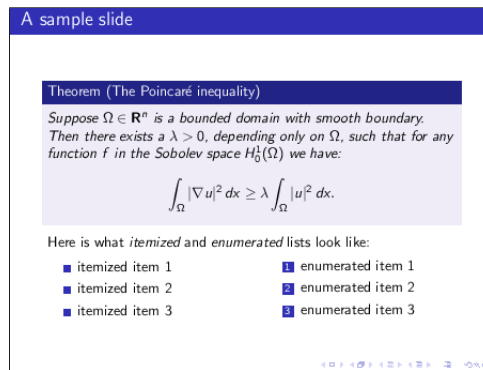 A sample slide
Theorem (The Poincaré inequality)
Suppose Ω ∈ Rⁿ is a bounded domain with smooth boundary.
Then there exists a λ > 0, depending only on Ω, such that for any
function f in the Sobolev space H₀¹(Ω) we have:
∫_Ω |∇u|² dx ≥ λ ∫_Ω |u|² dx.
Here is what itemized and enumerated lists look like:
itemized item 1
itemized item 2
itemized item 3
1 enumerated item 1
2 enumerated item 2
3 enumerated item 3